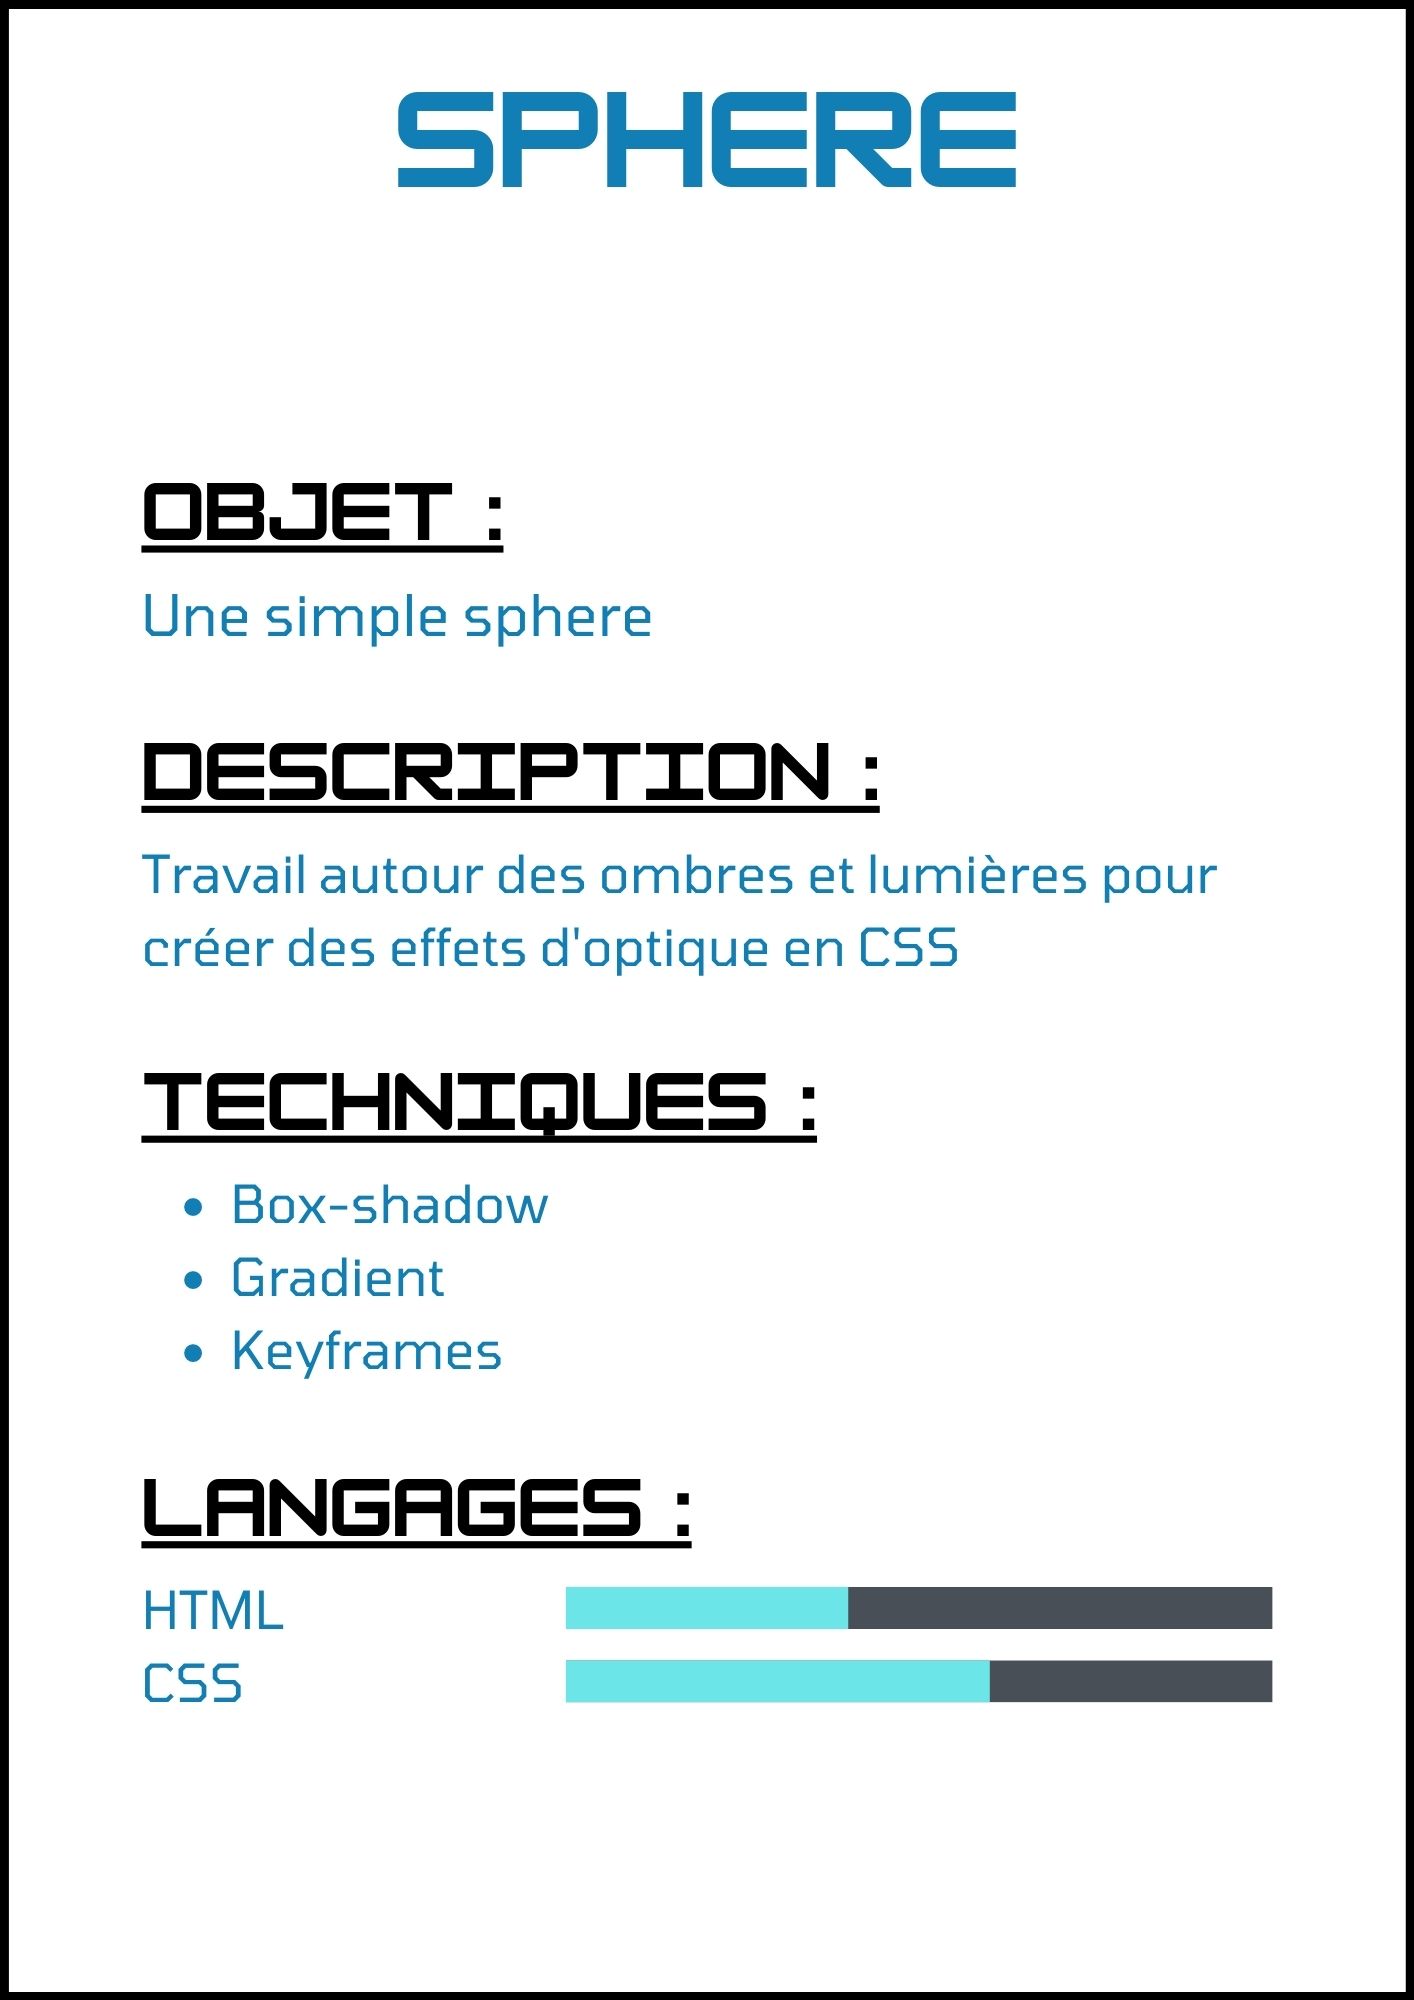 SPHERE
OBJET :
Une simple sphere
DESCRIPTION :
Travail autour des ombres et lumières pour
créer des effets d'optique en CSS
TECHNIQUES :
• Box-shadow
• Gradient
• Keyframes
LANGAGES :
HTML
CSS